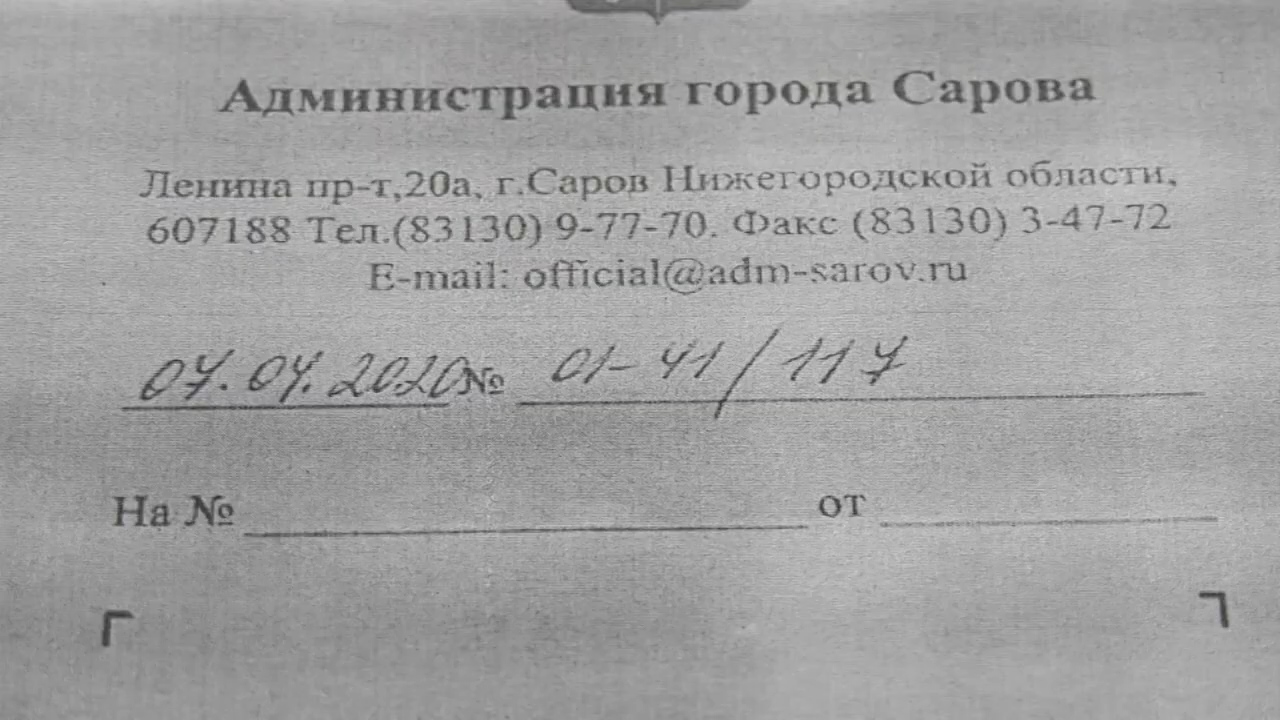 Администрация города Сарова
Ленина пр-т,20а, г.Саров Нижегородской области,
607188 Тел.(83130) 9-77-70. Факс (83130) 3-47-72
E-mail: official@adm-sarov.ru
07.04.2020 № 01-41/117
На № от